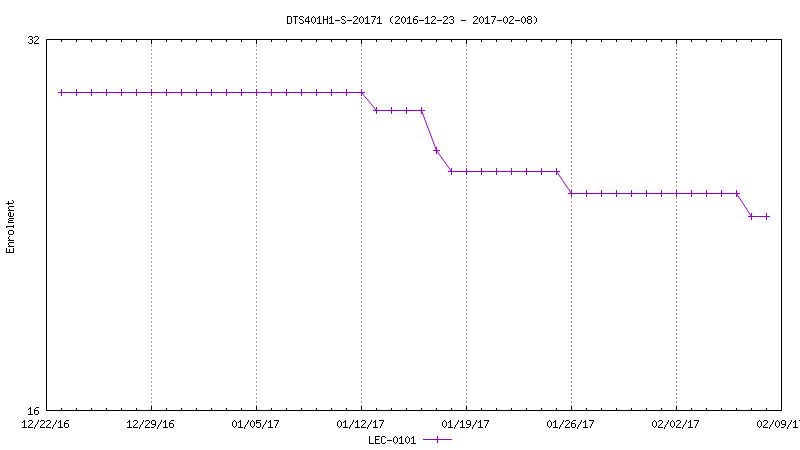 DTS401H1-S-20171 (2016-12-23 - 2017-02-08)
32
Enrolment
16
12/22/16 12/29/16 01/05/17 01/12/17 01/19/17 01/26/17 02/02/17 02/09/1
LEC-0101